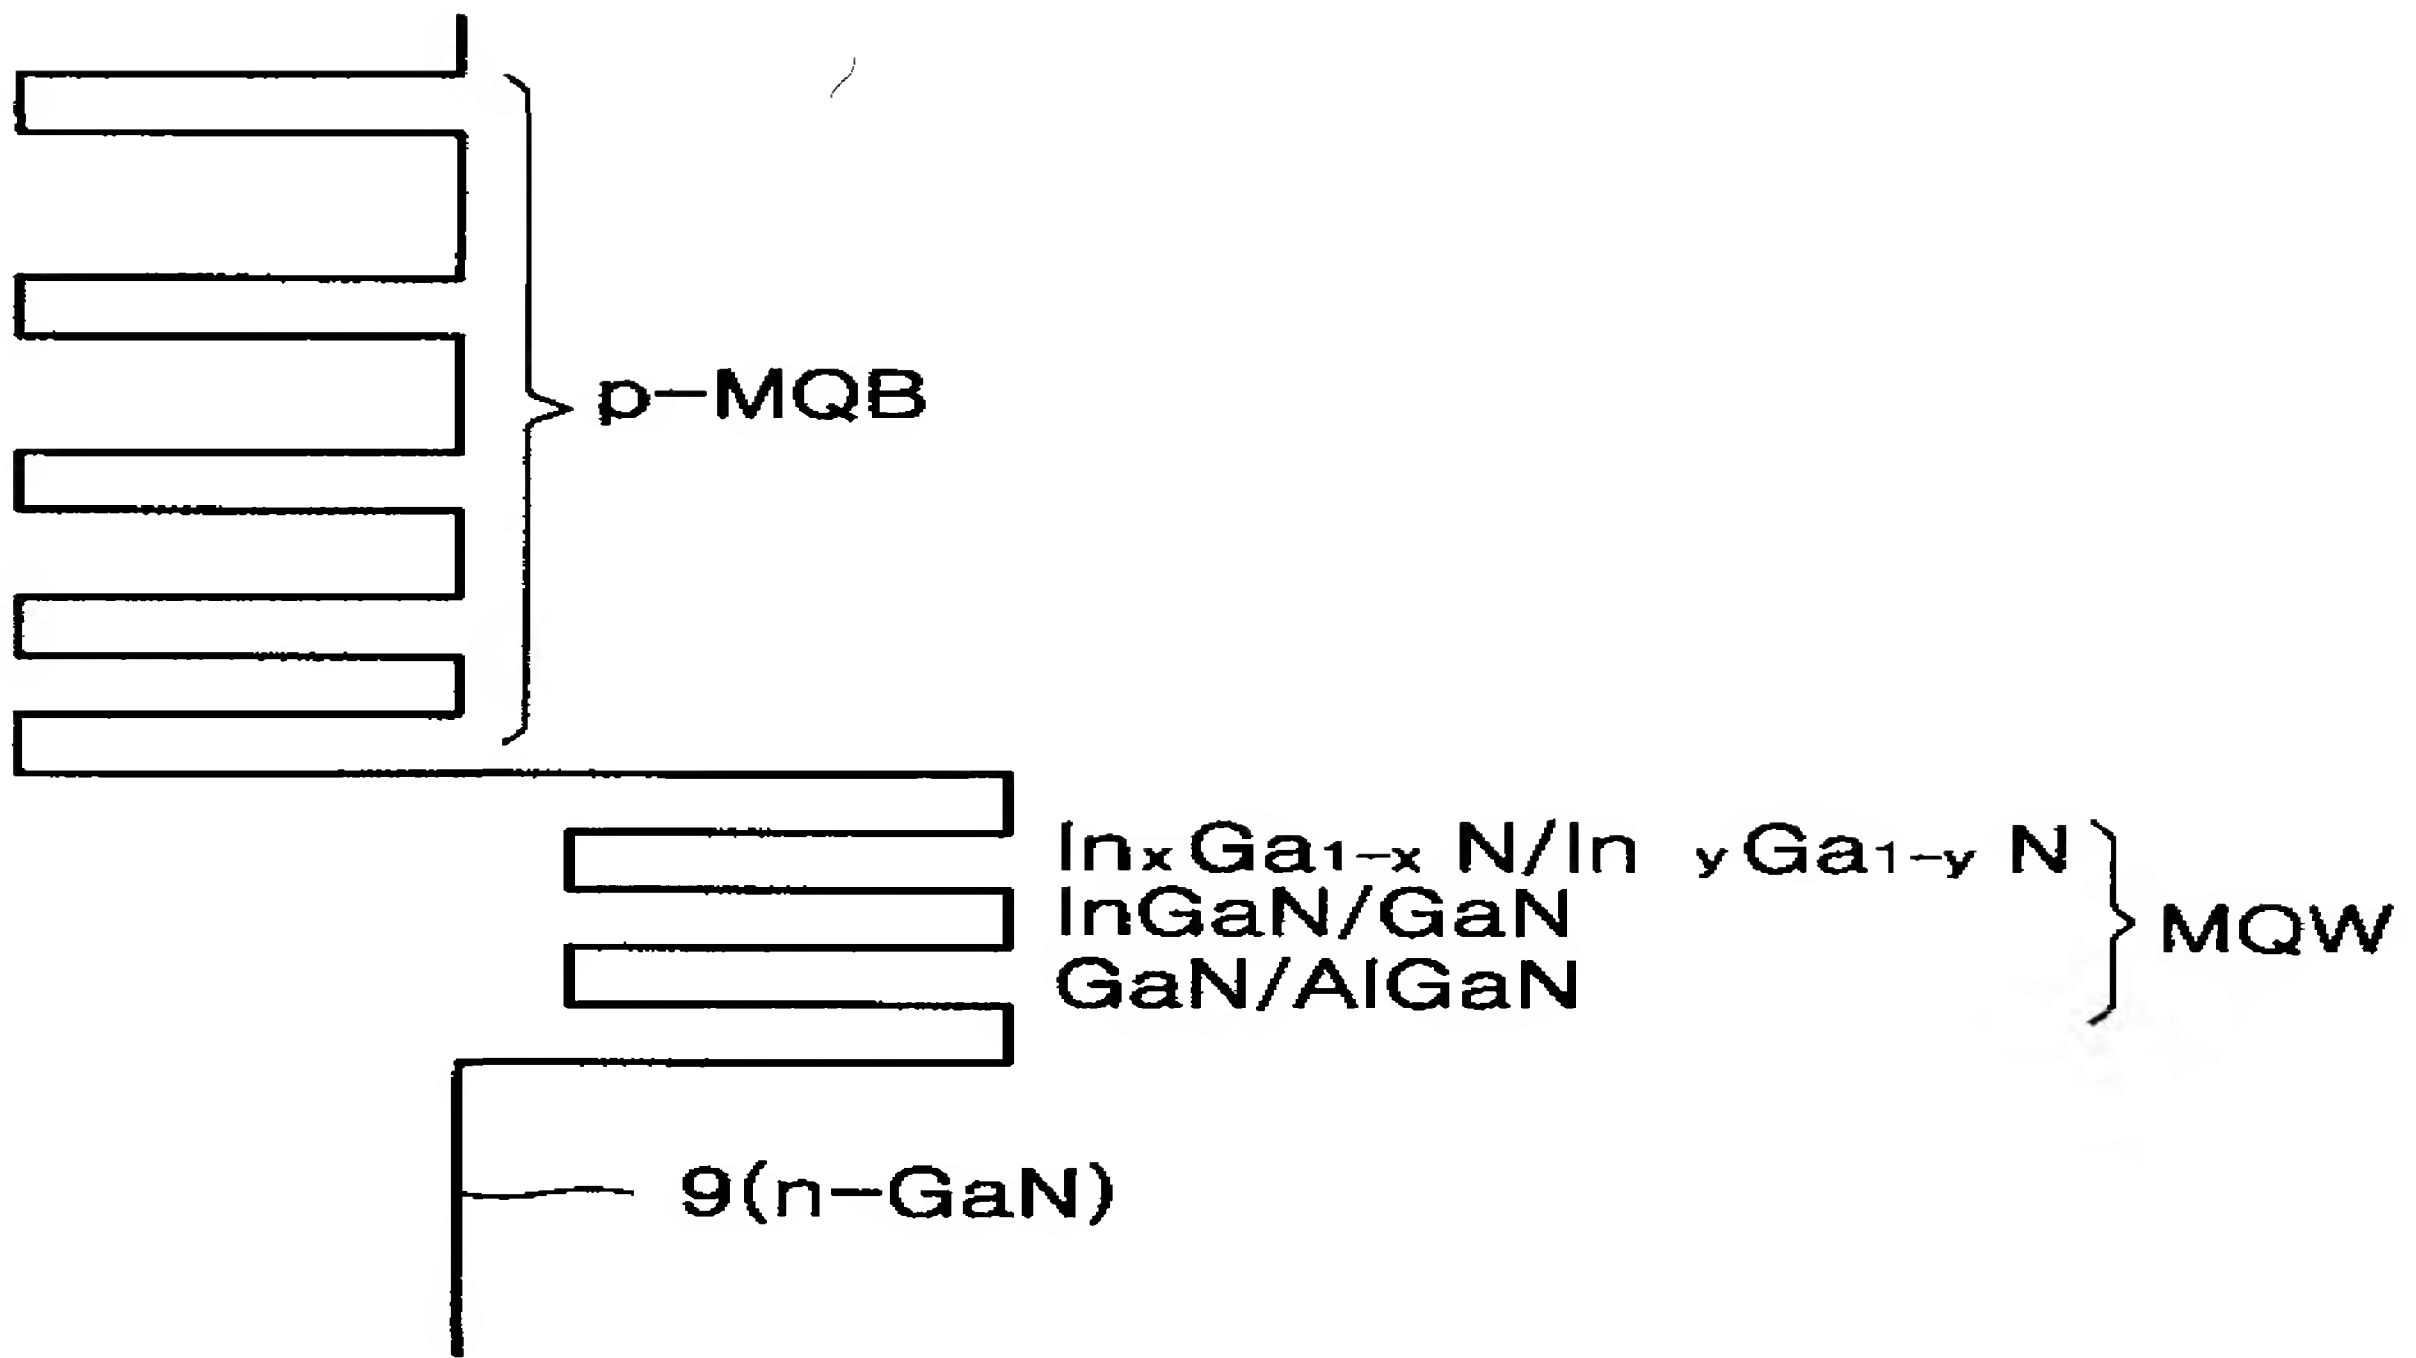 p-MQB
InxGa1-x N/In yGa1-y N
InGaN/GaN
GaN/AlGaN
MQW
9(n-GaN)